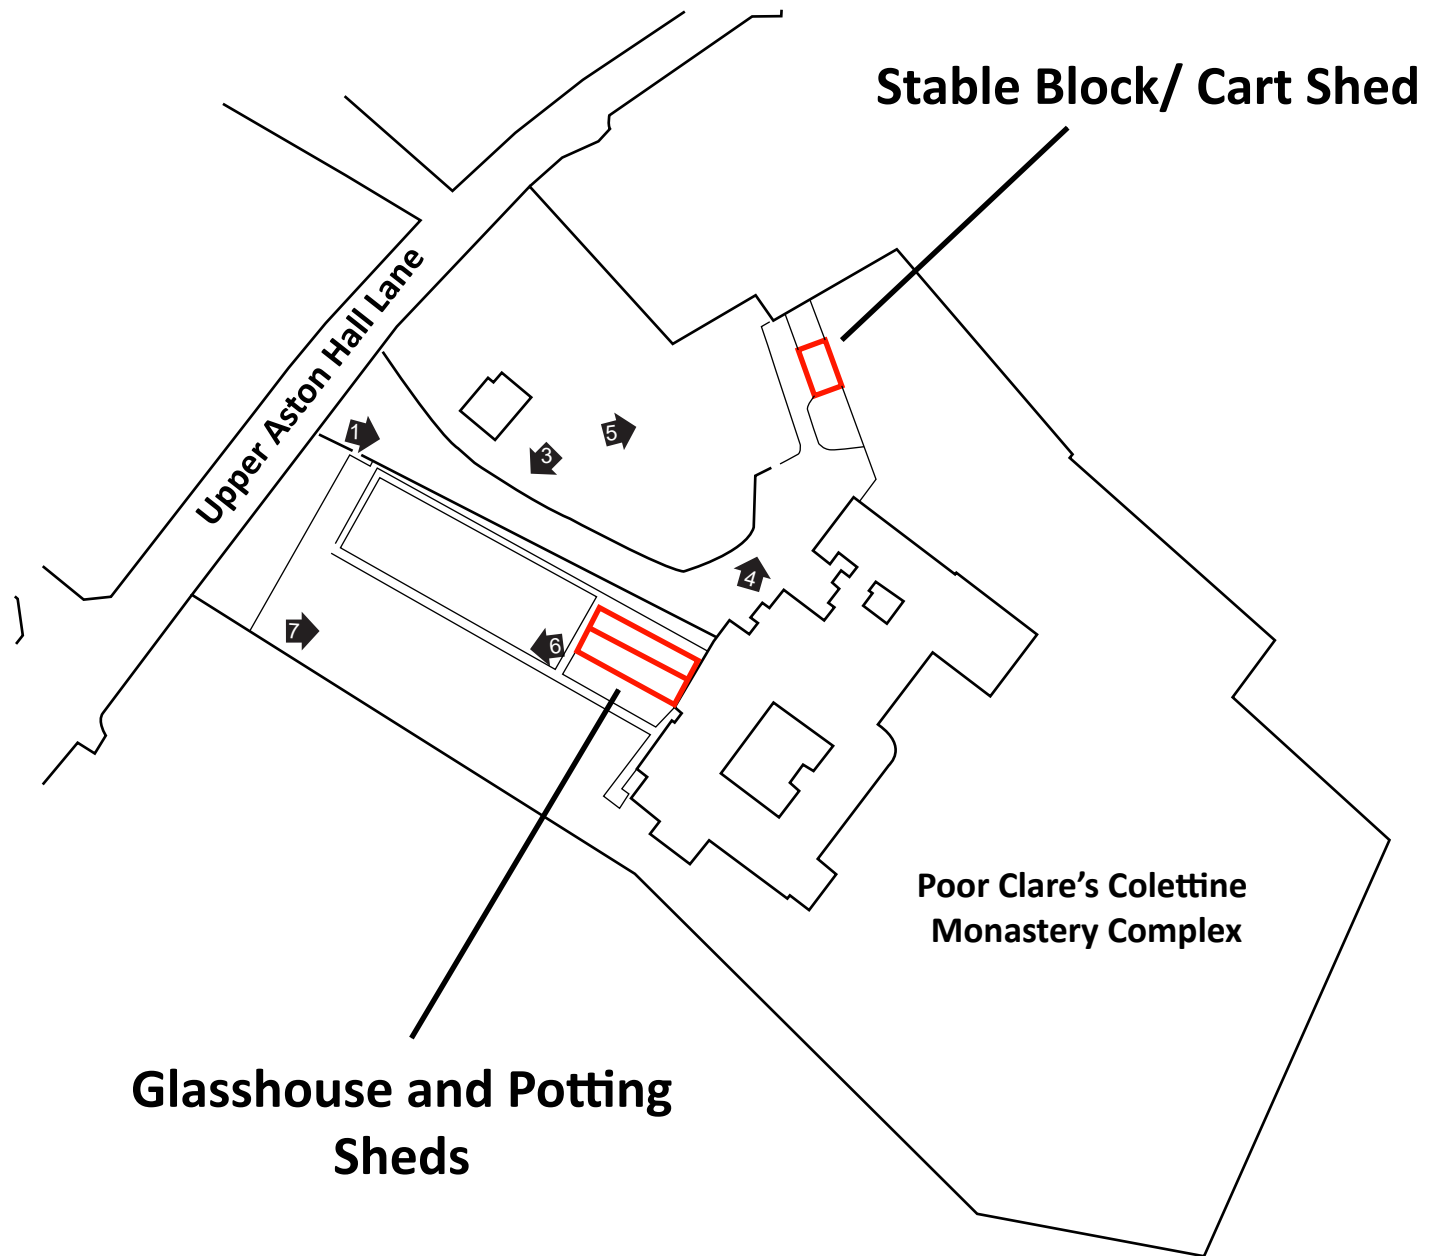 Stable Block/ Cart Shed
Upper Aston Hall Lane
1
5
3
4
7
6
Poor Clare’s Colettine
Monastery Complex
Glasshouse and Potting
Sheds